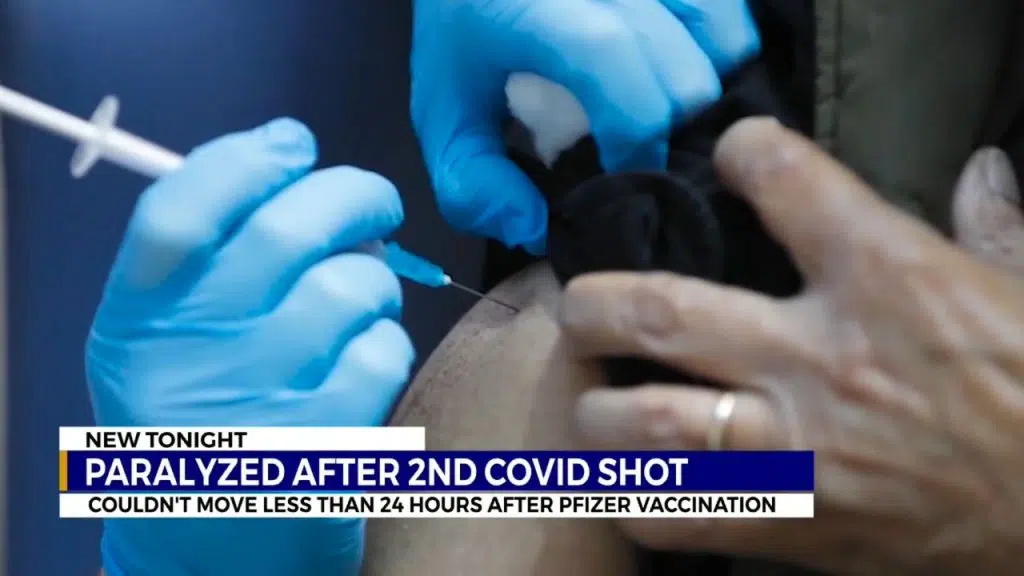 NEW TONIGHT
PARALYZED AFTER 2ND COVID SHOT
COULDN'T MOVE LESS THAN 24 HOURS AFTER PFIZER VACCINATION